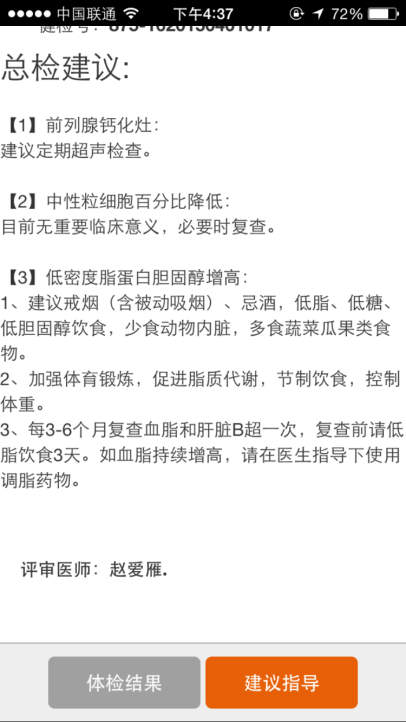 中国联通 下午4:37 72%
总检建议:
【1】前列腺钙化灶:
建议定期超声检查。
【2】中性粒细胞百分比降低:
目前无重要临床意义，必要时复查。
【3】低密度脂蛋白胆固醇增高:
1、建议戒烟（含被动吸烟）、忌酒，低脂、低糖、
低胆固醇饮食，少食动物内脏，多食蔬菜瓜果类食
物。
2、加强体育锻炼，促进脂质代谢，节制饮食，控制
体重。
3、每3-6个月复查血脂和肝脏B超一次，复查前请低
脂饮食3天。如血脂持续增高，请在医生指导下使用
调脂药物。
评审医师：赵爱雁.
体检结果 建议指导